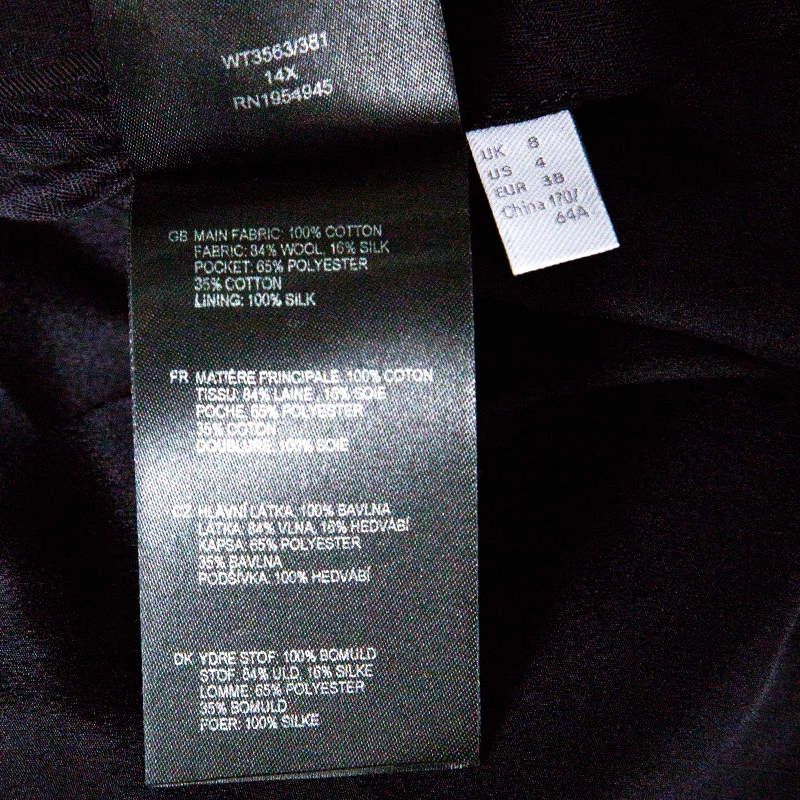 WT3563/381
14X
RN1954945
UK 8
US 4
EUR 38
China 170/
64A
GB MAIN FABRIC: 100% COTTON
FABRIC: 84% WOOL, 16% SILK
POCKET: 65% POLYESTER
35% COTTON
LINING: 100% SILK
FR MATIÈRE PRINCIPALE: 100% COTON
TISSU: 84% LAINE , 16% SOIE
POCHE: 65% POLYESTER
35% COTON
DOUBLURE: 100% SOIE
CZ HLAVNÍ LÁTKA: 100% BAVLNA
LÁTKA: 84% VLNA, 16% HEDVÁBÍ
KAPSA: 65% POLYESTER
35% BAVLNA
PODŠÍVKA: 100% HEDVÁBÍ
DK YDRE STOF: 100% BOMULD
STOF: 84% ULD, 16% SILKE
LOMME: 65% POLYESTER
35% BOMULD
FOER: 100% SILKE